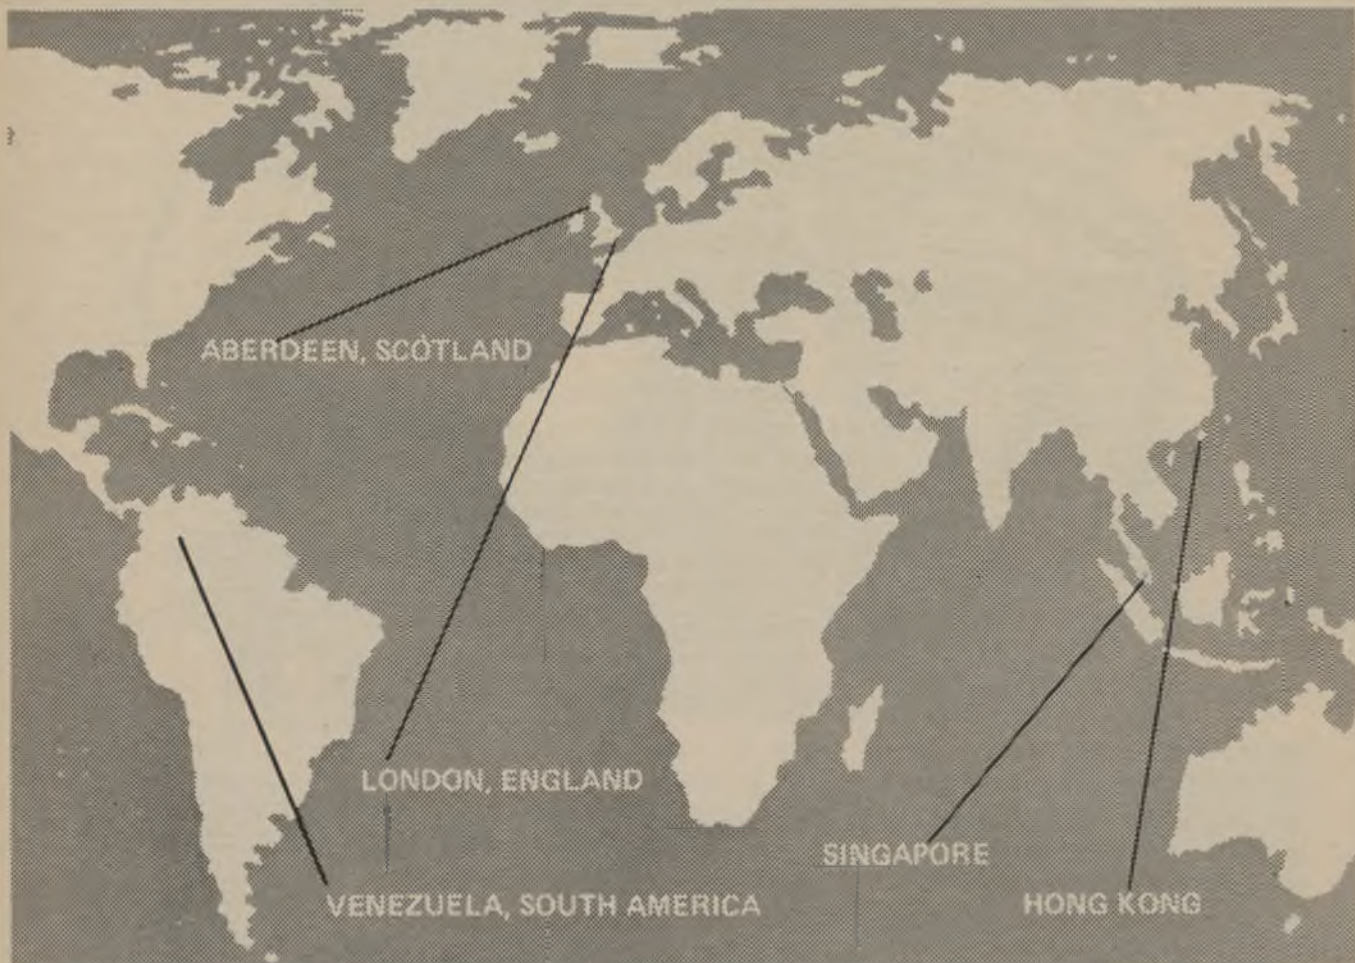 ABERDEEN, SCOTLAND
LONDON, ENGLAND
SINGAPORE
VENEZUELA, SOUTH AMERICA
HONG KONG